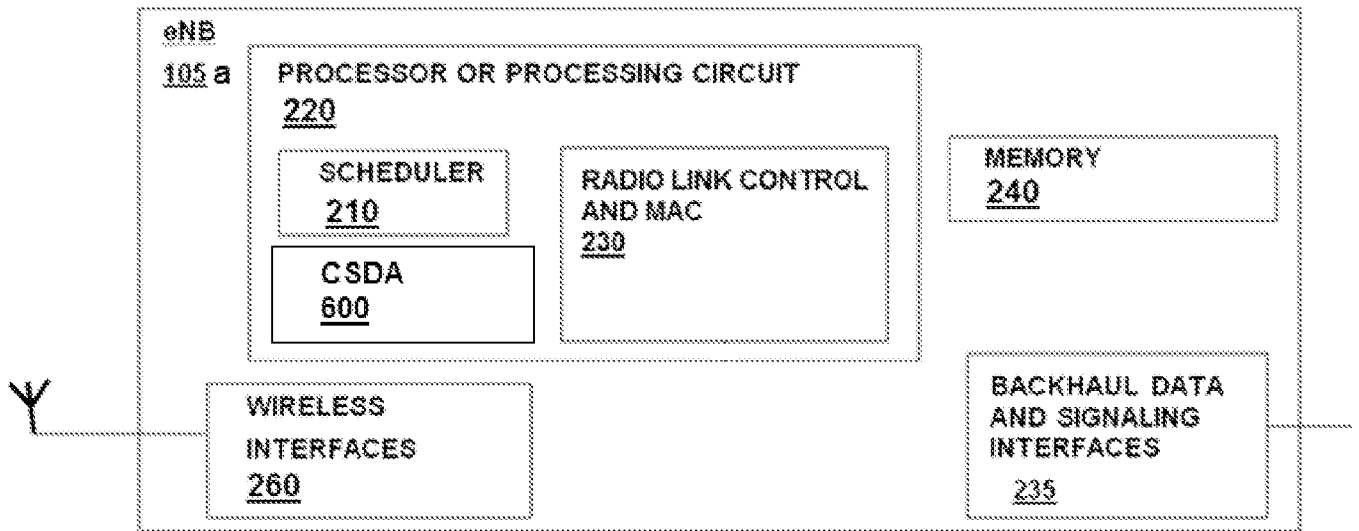 eNB
105 a
PROCESSOR OR PROCESSING CIRCUIT
220
SCHEDULER
210
CSDA
600
RADIO LINK CONTROL
AND MAC
230
MEMORY
240
WIRELESS
INTERFACES
260
BACKHAUL DATA
AND SIGNALING
INTERFACES
235